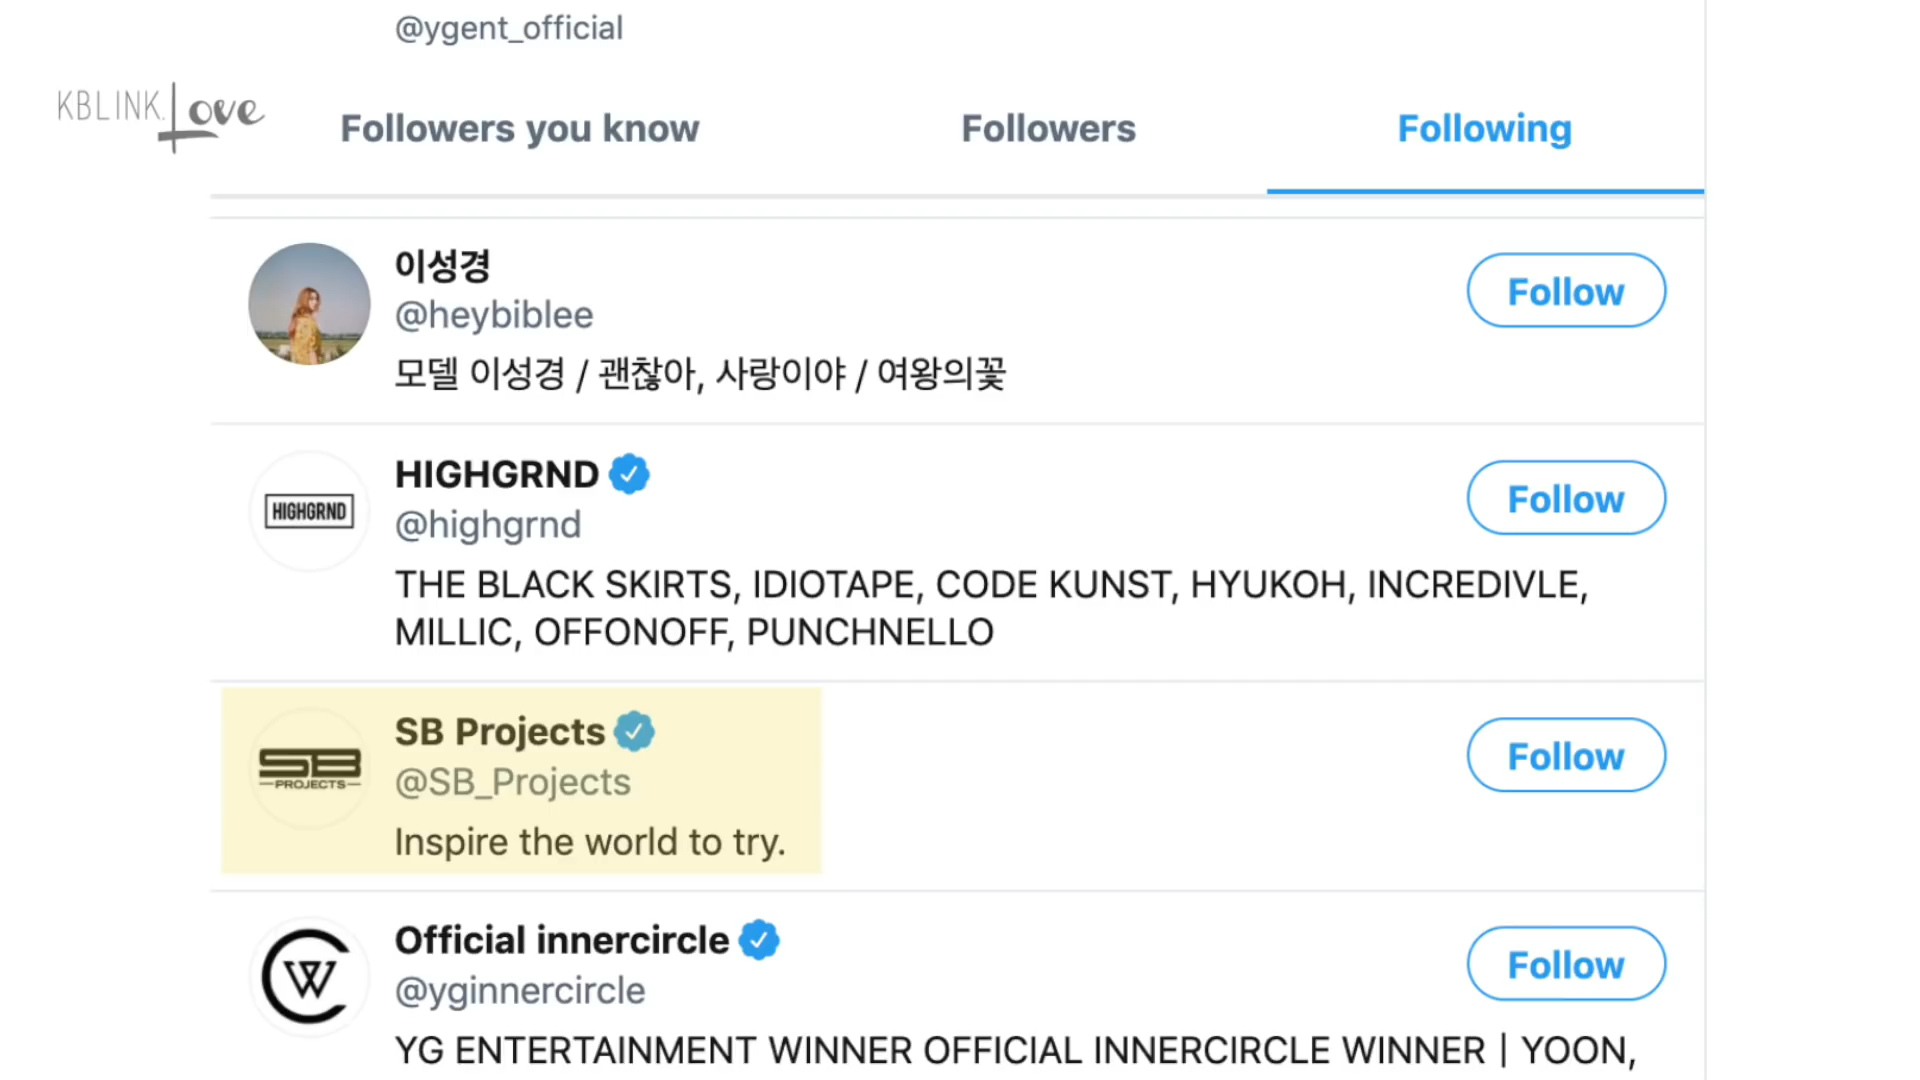 @ygent_official
KBLINK.Love
Followers you know
Followers
Following
이성경
@heybiblee
Follow
모델 이성경 / 괜찮아, 사랑이야 / 여왕의꽃
HIGHGRND
HIGHGRND
@highgrnd
Follow
THE BLACK SKIRTS, IDIOTAPE, CODE KUNST, HYUKOH, INCREDIVLE,
MILLIC, OFFONOFF, PUNCHNELLO
SB
PROJECTS
SB Projects
@SB_Projects
Follow
Inspire the world to try.
Official innercircle
@yginnercircle
Follow
YG ENTERTAINMENT WINNER OFFICIAL INNERCIRCLE WINNER | YOON,